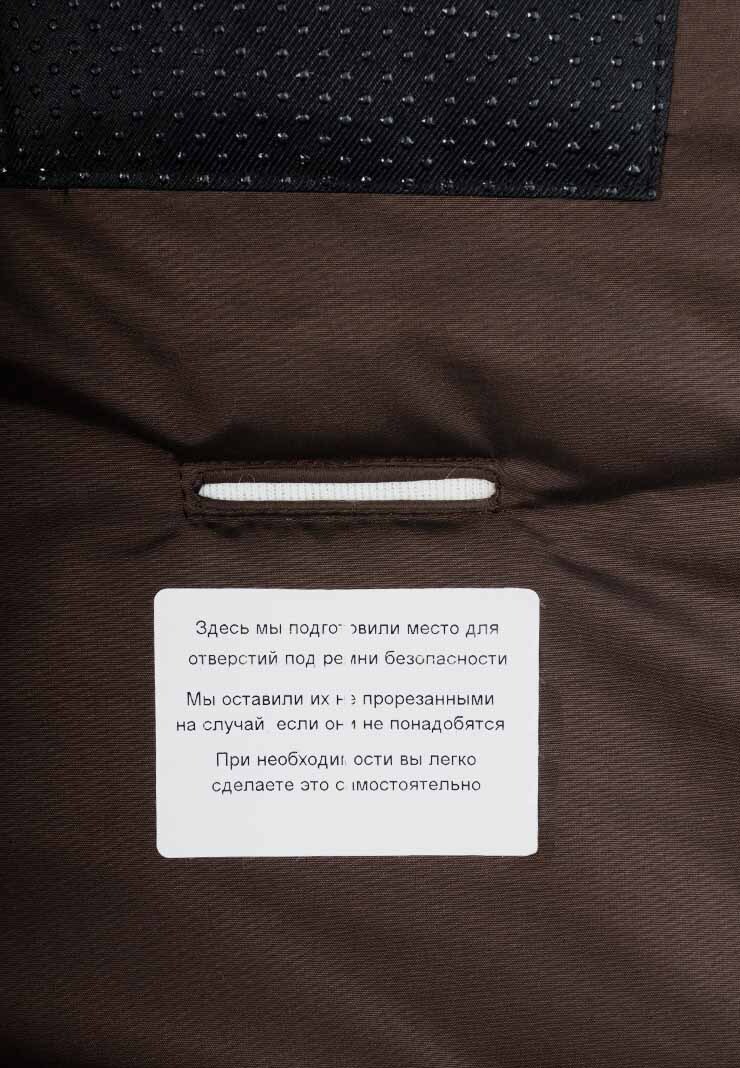 Здесь мы подготовили место для
отверстий под ремни безопасности
Мы оставили их не прорезанными
на случай если они не понадобятся
При необходимости вы легко
сделаете это самостоятельно